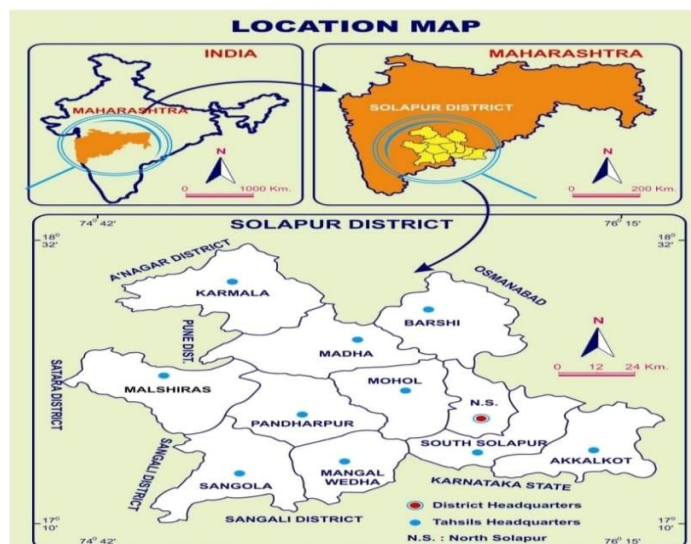 LOCATION MAP
INDIA
MAHARASHTRA
N
0 1000 Km.
MAHARASHTRA
SOLAPUR DISTRICT
N
0 200 Km.
SOLAPUR DISTRICT
74° 42'
76° 15'
18°
32'
18°
32'
A'NAGAR DISTRICT
OSMANABAD
KARMALA
BARSHI
PUNE DIST.
MADHA
N
0 12 24 Km.
SATARA DISTRICT
MALSHIRAS
MOHOL
N.S.
PANDHARPUR
SOUTH SOLAPUR
AKKALKOT
SANGALI DISTRICT
SANGOLA
MANGAL
WEDHA
KARNATAKA STATE
SANGALI DISTRICT
District Headquarters
Tahsils Headquarters
N.S. : North Solapur
17°
10'
17°
10'
74° 42'
76° 15'